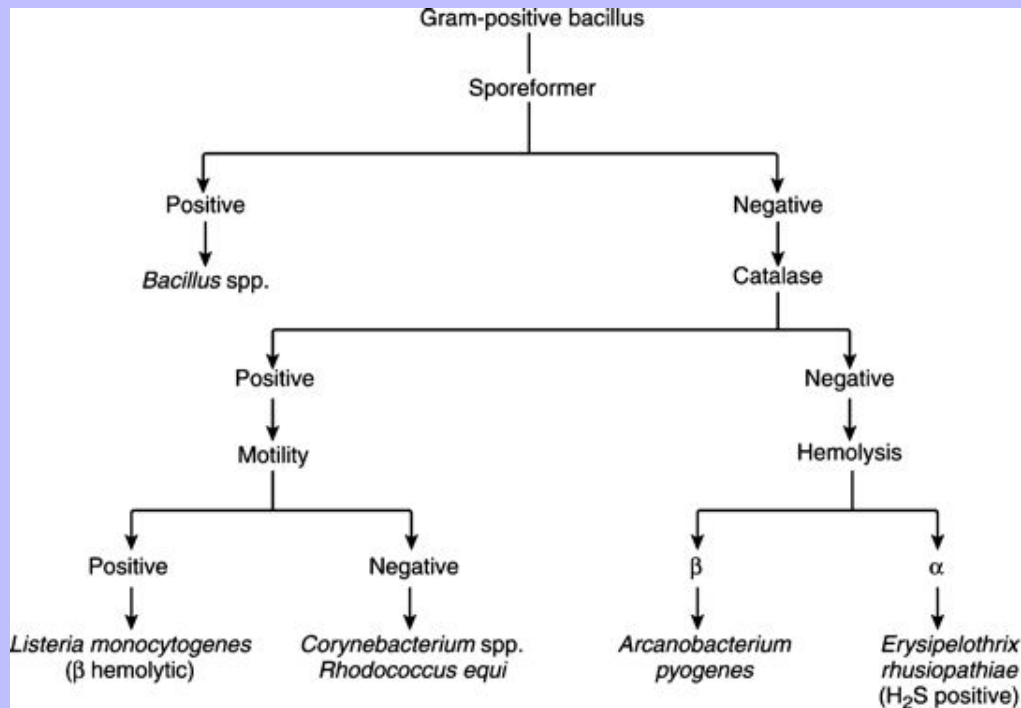 Gram-positive bacillus
Sporeformer
Positive
Negative
Bacillus spp.
Catalase
Positive
Negative
Motility
Hemolysis
Positive
Negative
β
α
Listeria monocytogenes
(β hemolytic)
Corynebacterium spp.
Rhodococcus equi
Arcanobacterium
pyogenes
Erysipelothrix
rhusiopathiae
(H₂S positive)